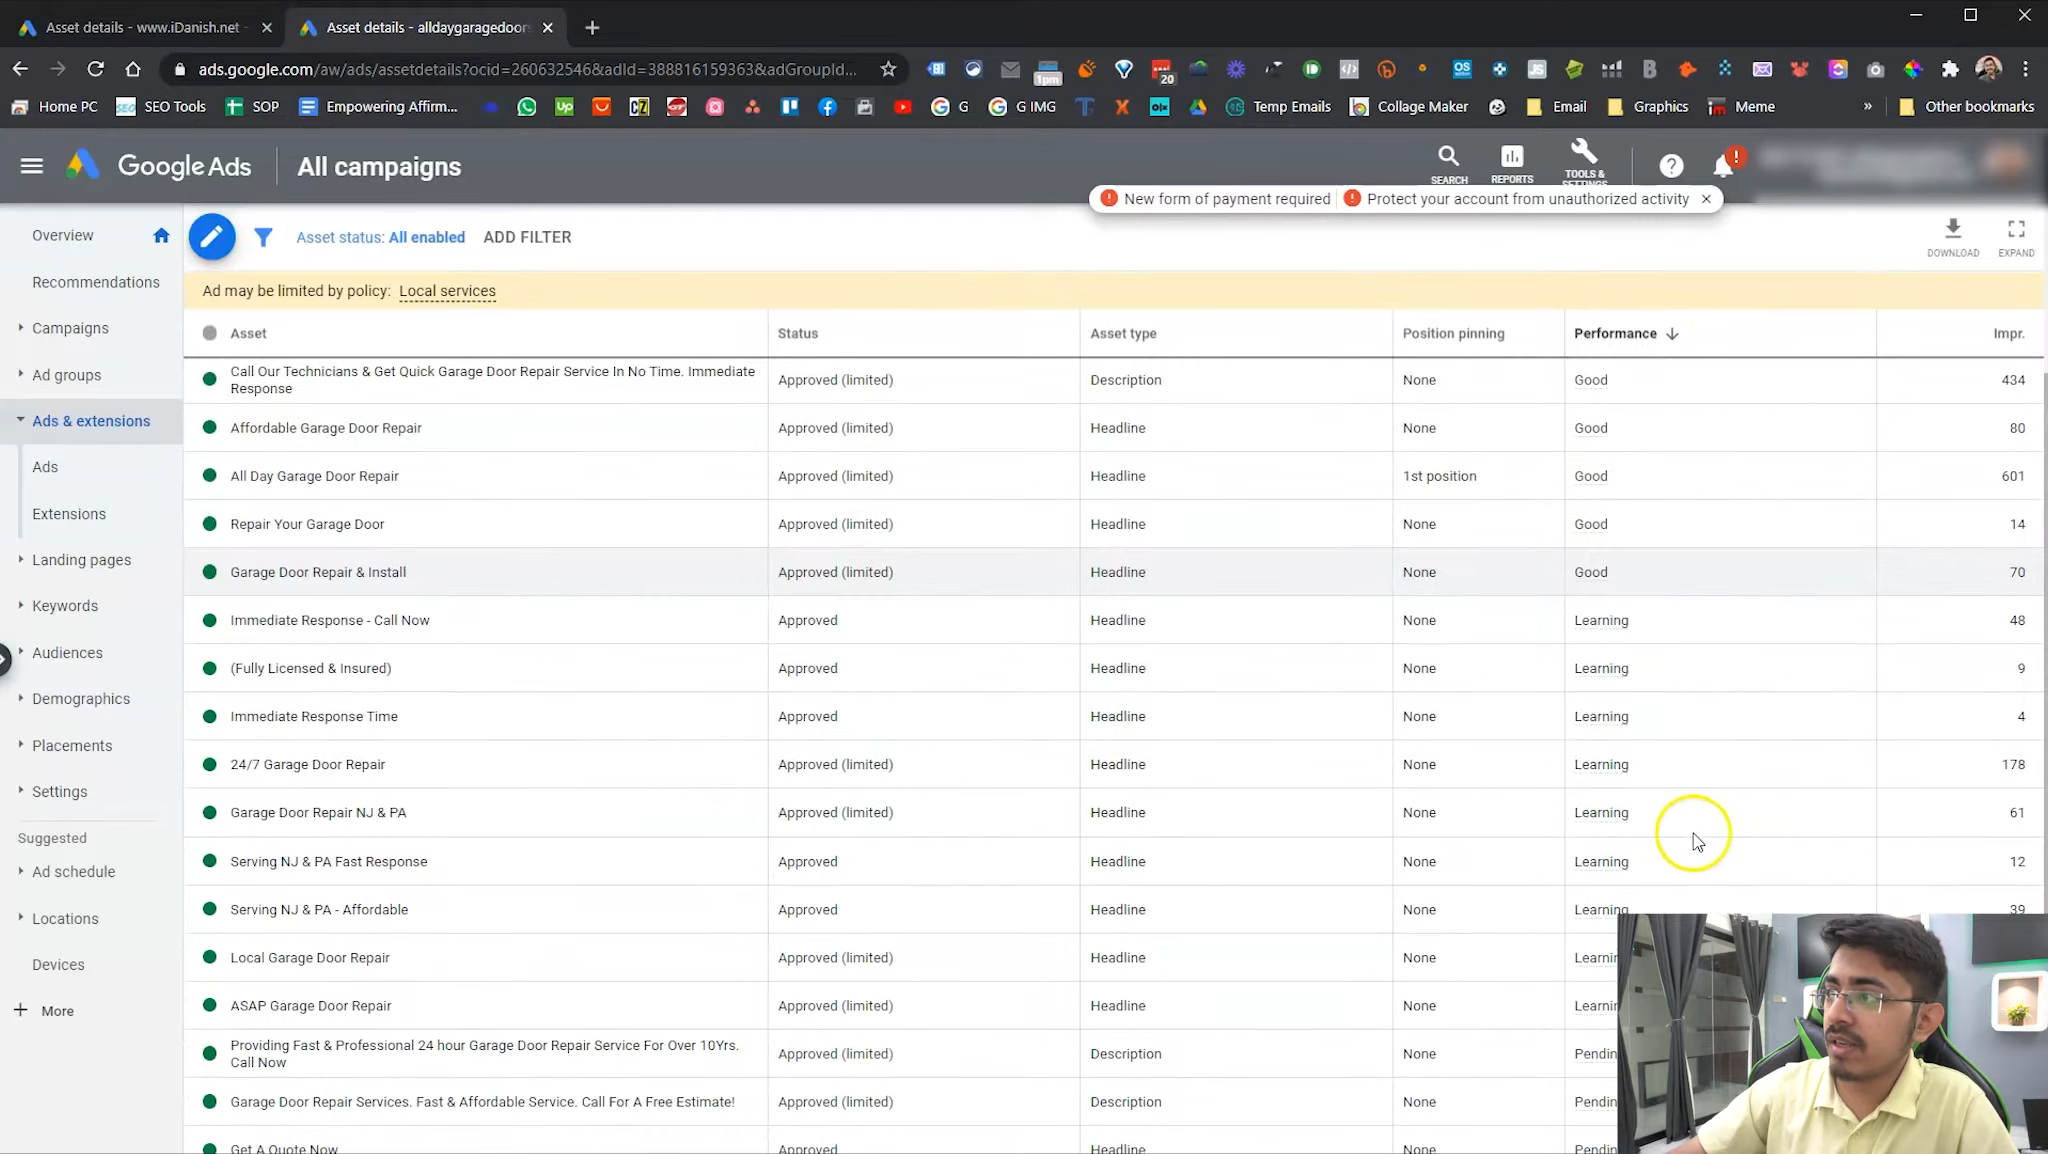 Asset details - www.iDanish.net - Asset details - alldaygaragedoors
ads.google.com/aw/ads/assetdetails?ocid=260632546&adId=388816159363&adGroupId... 1pm 20
Home PC SEO Tools SOP Empowering Affirm... G G IMG Temp Emails Collage Maker Email Graphics Meme » Other bookmarks
Google Ads All campaigns SEARCH REPORTS TOOLS & SETTINGS
New form of payment required Protect your account from unauthorized activity
Overview Asset status: All enabled ADD FILTER DOWNLOAD EXPAND
Recommendations
Campaigns
Ad groups
Ads & extensions
Ads
Extensions
Landing pages
Keywords
Audiences
Demographics
Placements
Settings
Suggested
Ad schedule
Locations
Devices
More
Ad may be limited by policy: Local services
Asset Status Asset type Position pinning Performance Impr.
Call Our Technicians & Get Quick Garage Door Repair Service In No Time. Immediate
Response Approved (limited) Description None Good 434
Affordable Garage Door Repair Approved (limited) Headline None Good 80
All Day Garage Door Repair Approved (limited) Headline 1st position Good 601
Repair Your Garage Door Approved (limited) Headline None Good 14
Garage Door Repair & Install Approved (limited) Headline None Good 70
Immediate Response - Call Now Approved Headline None Learning 48
(Fully Licensed & Insured) Approved Headline None Learning 9
Immediate Response Time Approved Headline None Learning 4
24/7 Garage Door Repair Approved (limited) Headline None Learning 178
Garage Door Repair NJ & PA Approved (limited) Headline None Learning 61
Serving NJ & PA Fast Response Approved Headline None Learning 12
Serving NJ & PA - Affordable Approved Headline None Learning 39
Local Garage Door Repair Approved (limited) Headline None Learnin
ASAP Garage Door Repair Approved (limited) Headline None Learnin
Providing Fast & Professional 24 hour Garage Door Repair Service For Over 10Yrs.
Call Now Approved (limited) Description None Pendin
Garage Door Repair Services. Fast & Affordable Service. Call For A Free Estimate! Approved (limited) Description None Pendin
Get A Quote Now Approved Headline None Pendin